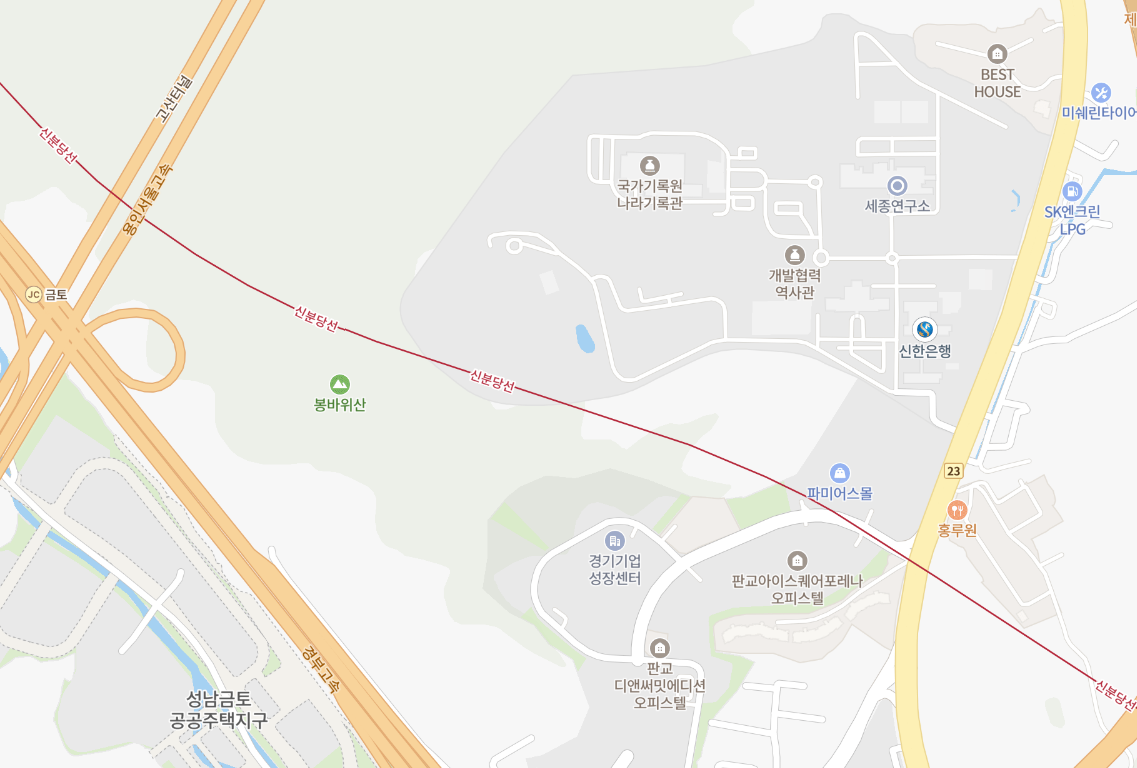 제
BEST
HOUSE
고산터널
미쉐린타이어
신분당선
국가기록원
나라기록관
세종연구소
용인서울고속
SK엔크린
LPG
개발협력
역사관
JC 금토
신분당선
신한은행
신분당선
봉바위산
23
파미어스몰
홍루원
경기기업
성장센터
판교아이스퀘어포레나
오피스텔
경부고속
판교
디앤써밋에디션
오피스텔
신분당선
성남금토
공공주택지구